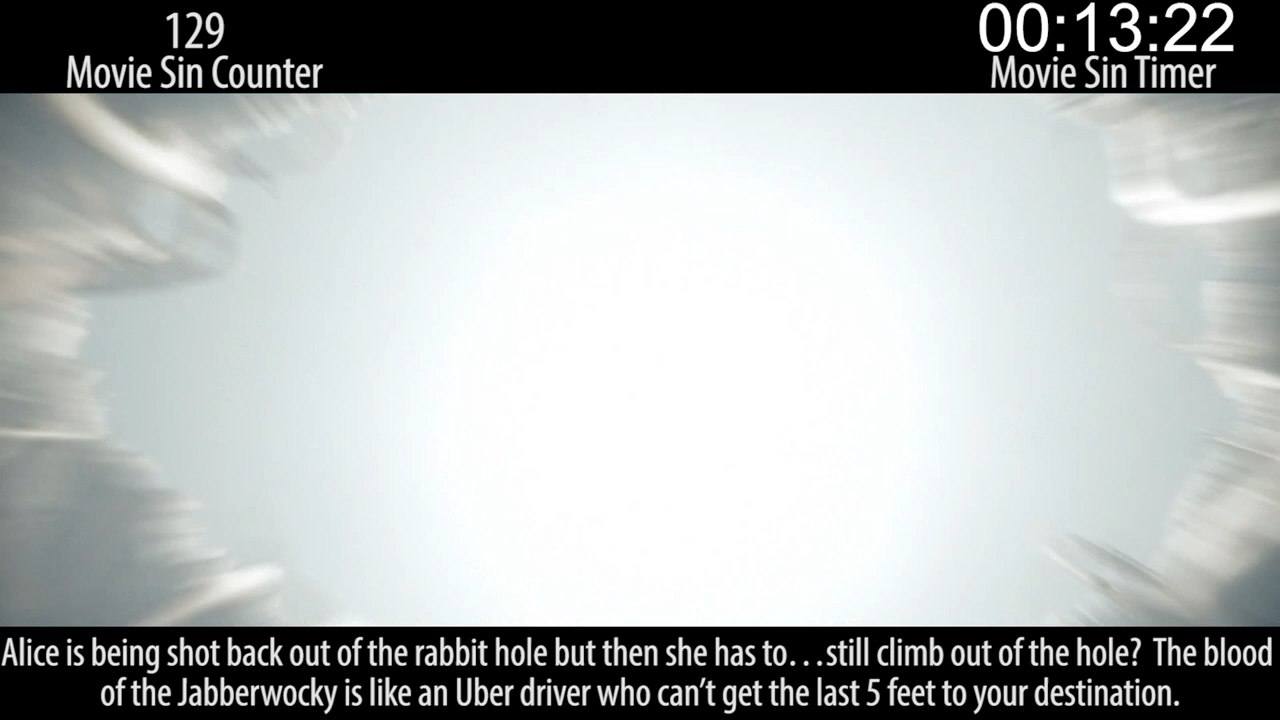 129
Movie Sin Counter
00:13:22
Movie Sin Timer
Alice is being shot back out of the rabbit hole but then she has to…still climb out of the hole?  The blood
of the Jabberwocky is like an Uber driver who can’t get the last 5 feet to your destination.